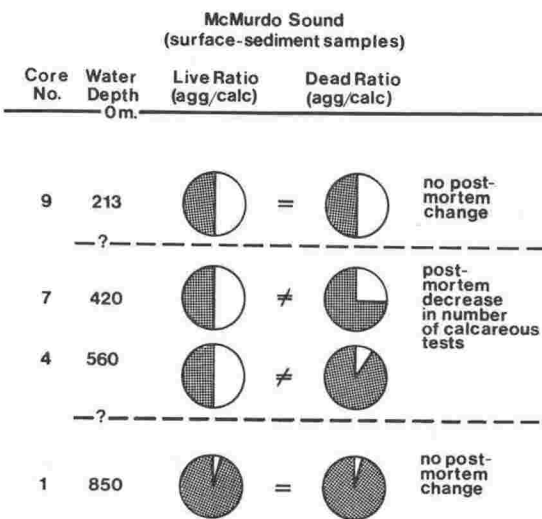 McMurdo Sound
(surface-sediment samples)
Core Water Live Ratio Dead Ratio
No. Depth (agg/calc) (agg/calc)
0m.
9 213 = no post-
mortem
change
?
7 420 ≠ post-
mortem
decrease
in number
of calcareous
tests
4 560 ≠
?
1 850 = no post-
mortem
change